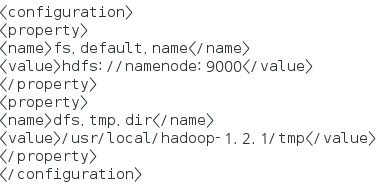 <configuration>
<property>
<name>fs.default.name</name>
<value>hdfs://namenode:9000</value>
</property>
<property>
<name>dfs.tmp.dir</name>
<value>/usr/local/hadoop-1.2.1/tmp</value>
</property>
</configuration>